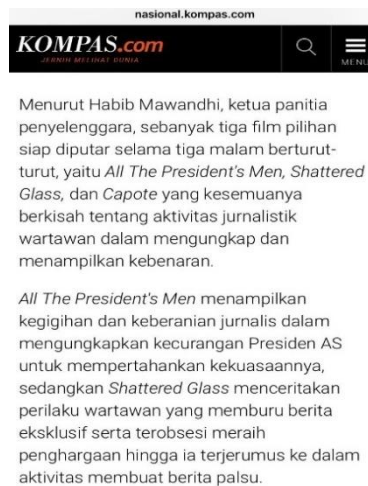 nasional.kompas.com
KOMPAS.com
JERNIH MELIHAT DUNIA
MENU
Menurut Habib Mawandhi, ketua panitia
penyelenggara, sebanyak tiga film pilihan
siap diputar selama tiga malam berturut-
turut, yaitu All The President's Men, Shattered
Glass, dan Capote yang kesemuanya
berkisah tentang aktivitas jurnalistik
wartawan dalam mengungkap dan
menampilkan kebenaran.
All The President's Men menampilkan
kegigihan dan keberanian jurnalis dalam
mengungkapkan kecurangan Presiden AS
untuk mempertahankan kekuasaannya,
sedangkan Shattered Glass menceritakan
perilaku wartawan yang memburu berita
eksklusif serta terobsesi meraih
penghargaan hingga ia terjerumus ke dalam
aktivitas membuat berita palsu.